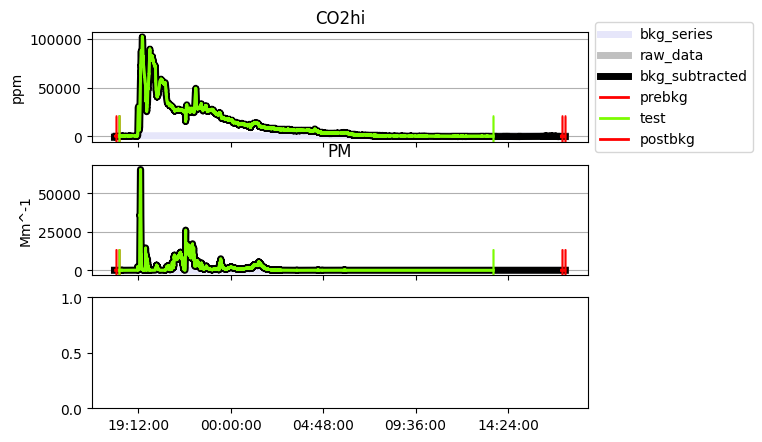 CO2hi
100000
50000
0
ppm
bkg_series
raw_data
bkg_subtracted
prebkg
test
postbkg
PM
50000
25000
0
Mm^-1
1.0
0.5
0.0
19:12:00 00:00:00 04:48:00 09:36:00 14:24:00